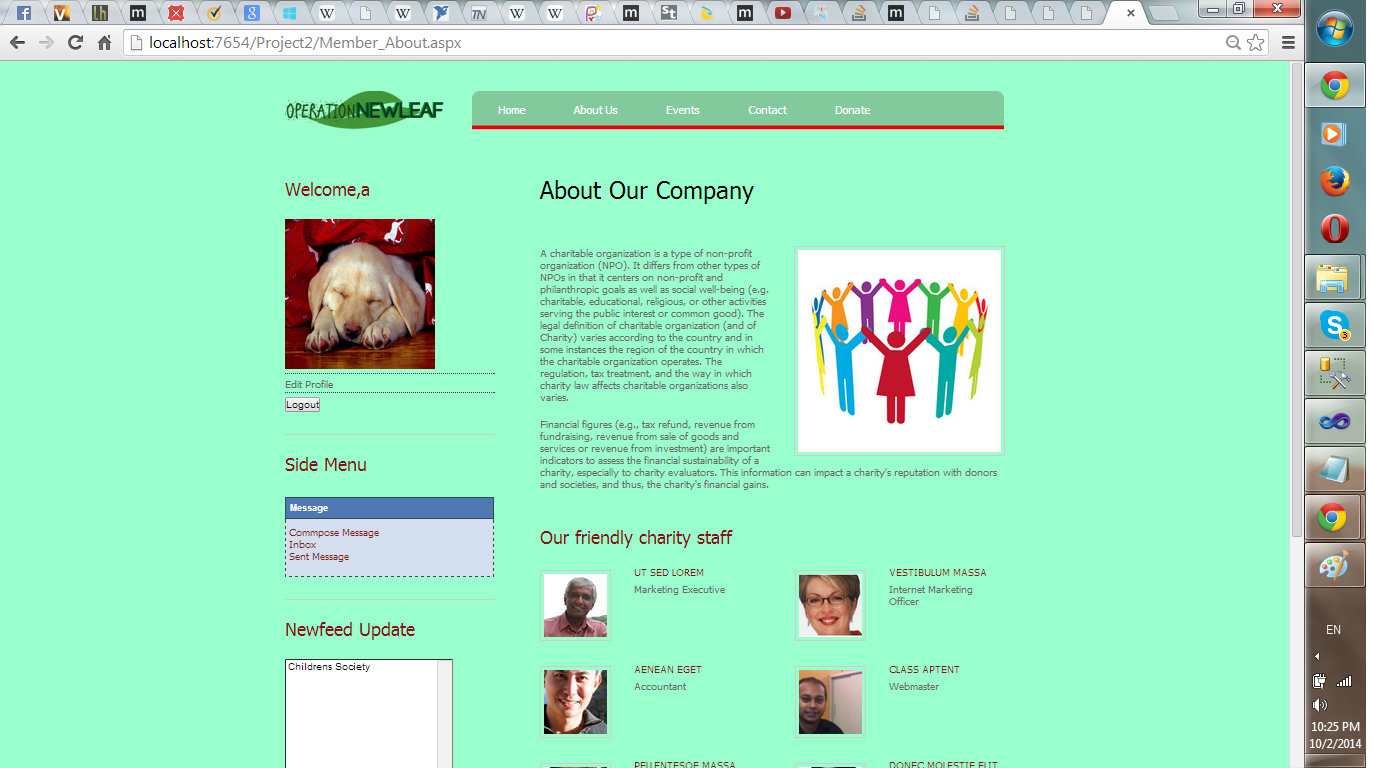 localhost:7654/Project2/Member_About.aspx
OPERATION NEWLEAF
Home About Us Events Contact Donate
Welcome,a
Edit Profile
Logout
Side Menu
Message
Commpose Message
Inbox
Sent Message
Newfeed Update
Childrens Society
About Our Company
A charitable organization is a type of non-profit
organization (NPO). It differs from other types of
NPOs in that it centers on non-profit and
philanthropic goals as well as social well-being (e.g.
charitable, educational, religious, or other activities
serving the public interest or common good). The
legal definition of charitable organization (and of
Charity) varies according to the country and in
some instances the region of the country in which
the charitable organization operates. The
regulation, tax treatment, and the way in which
charity law affects charitable organizations also
varies.
Financial figures (e.g., tax refund, revenue from
fundraising, revenue from sale of goods and
services or revenue from investment) are important
indicators to assess the financial sustainability of a
charity, especially to charity evaluators. This information can impact a charity's reputation with donors
and societies, and thus, the charity's financial gains.
Our friendly charity staff
UT SED LOREM
Marketing Executive
VESTIBULUM MASSA
Internet Marketing
Officer
AENEAN EGET
Accountant
CLASS APTENT
Webmaster
PELLENTESQE MASSA
DONEC MOLESTIE ELIT
EN
10:25 PM
10/2/2014